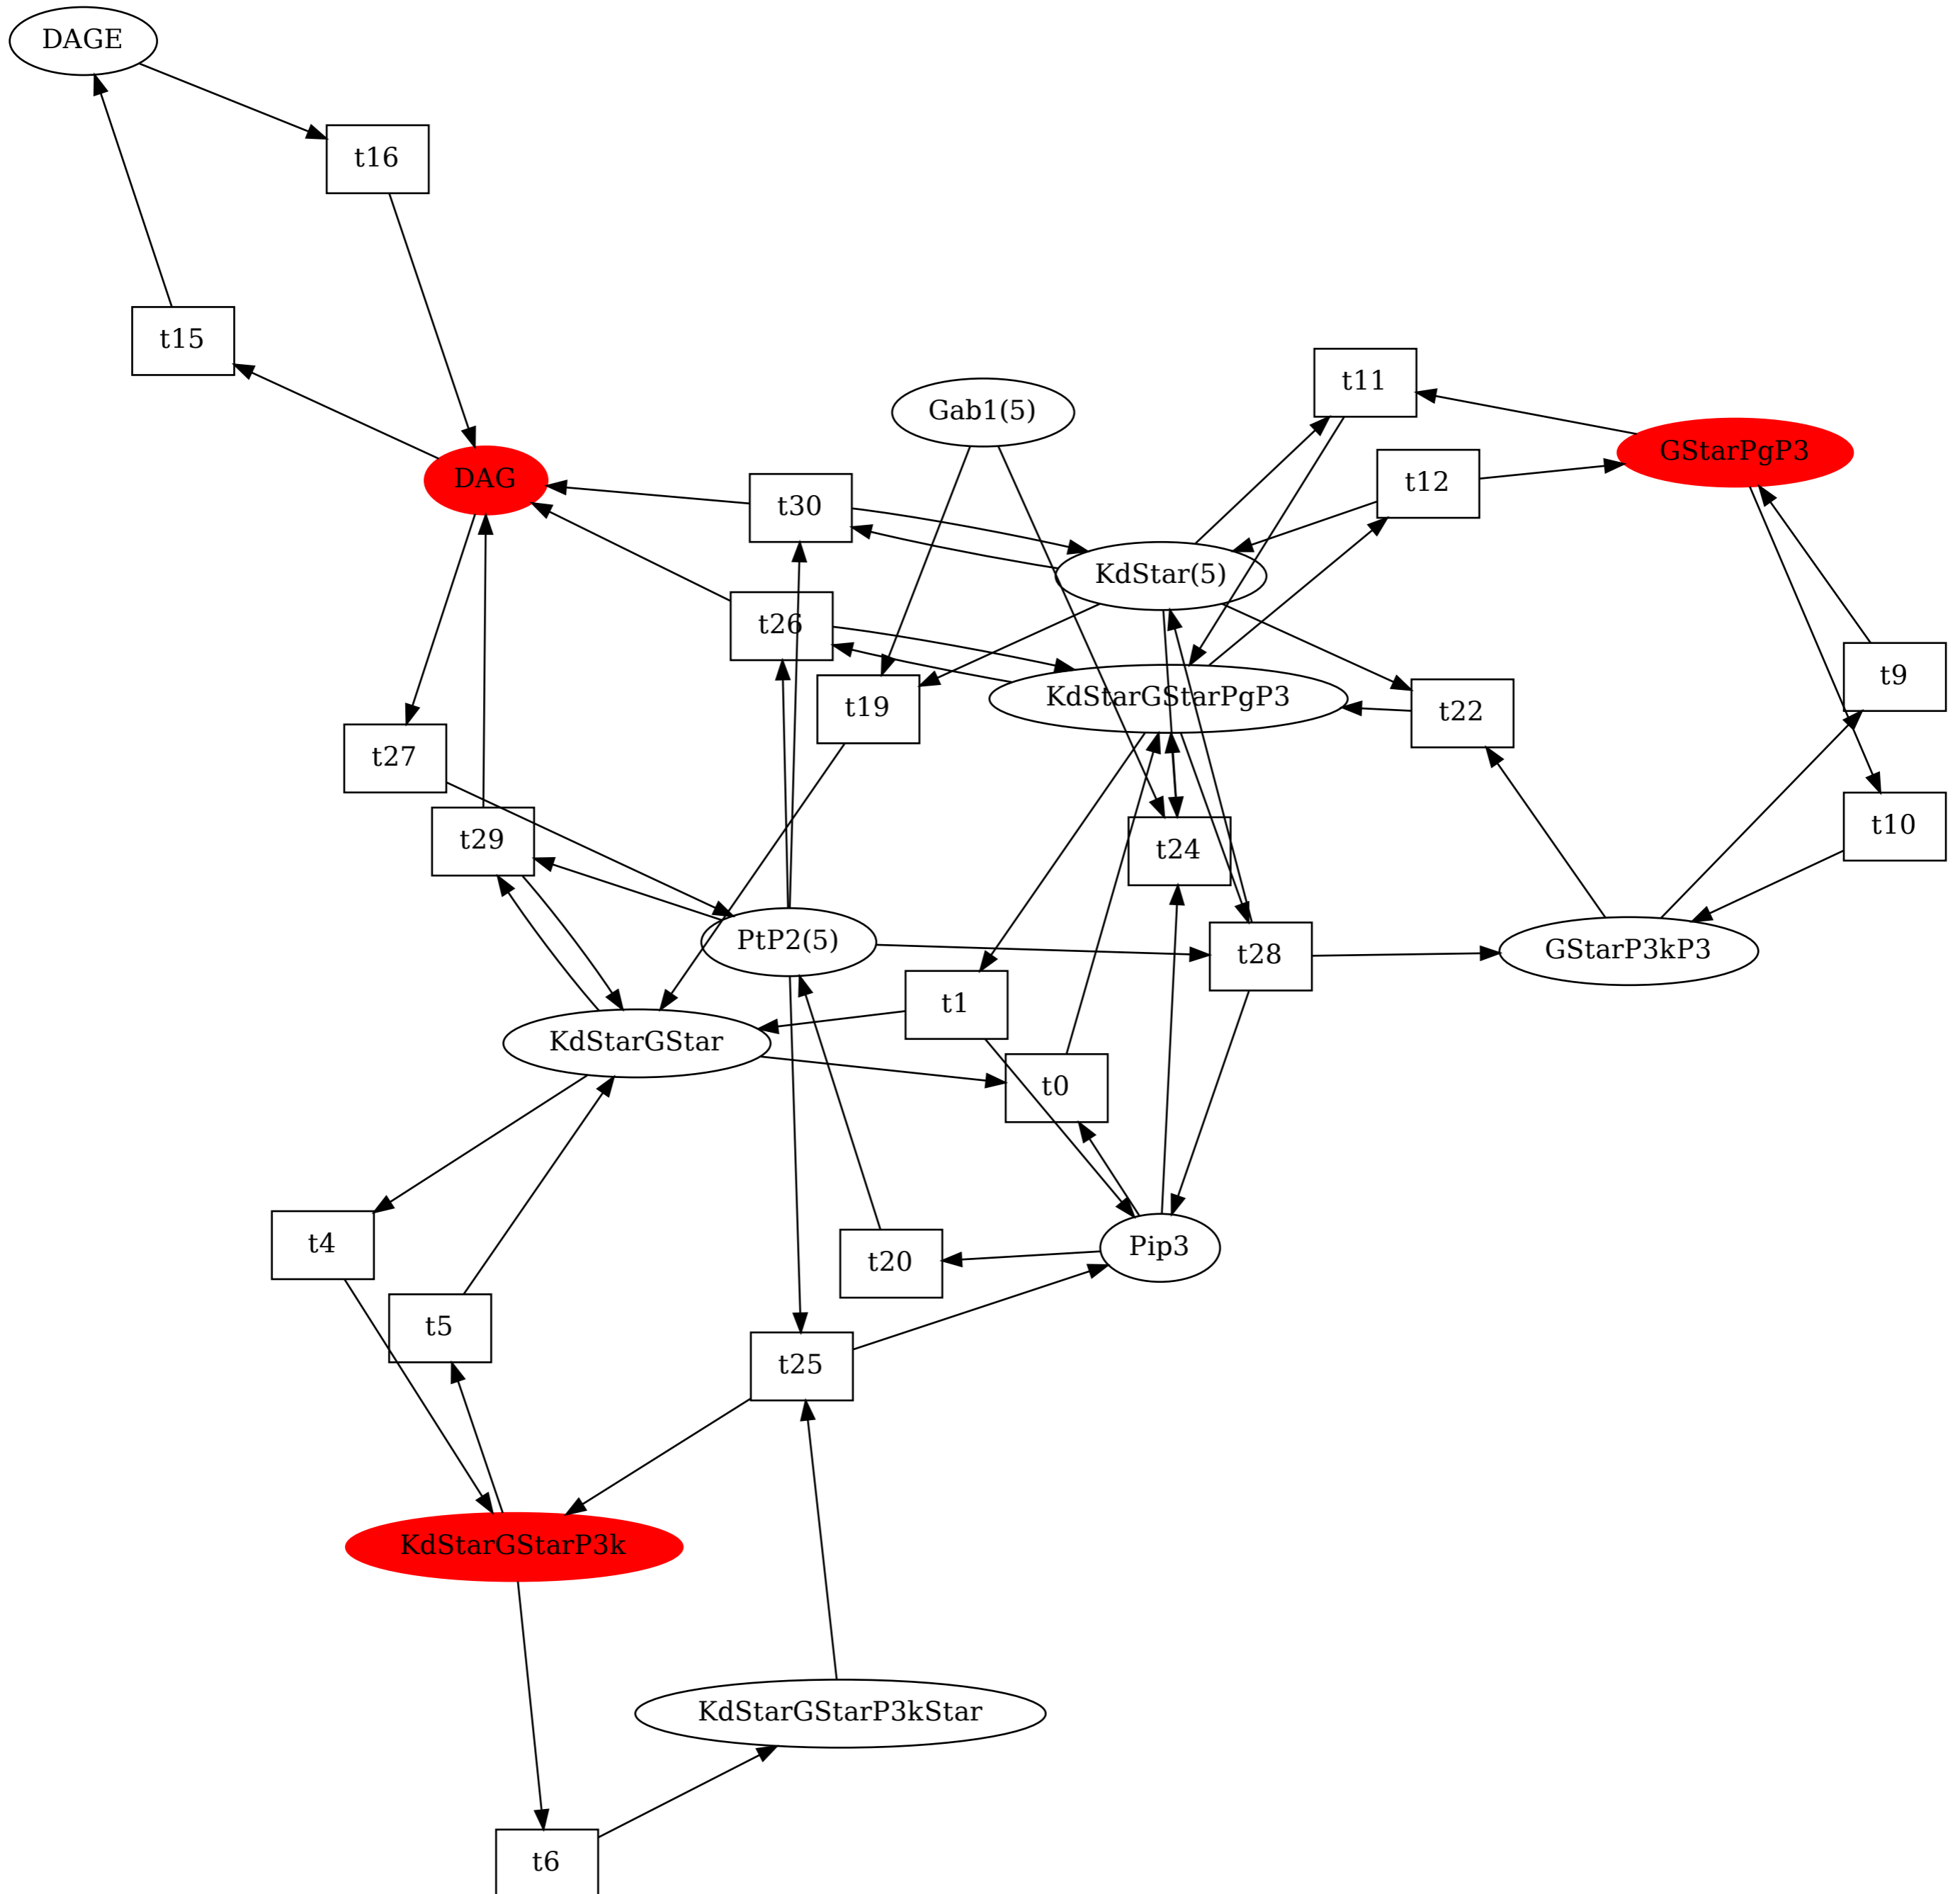 DAGE
t16
t15
t11
Gab1(5)
GStarPgP3
DAG
t12
t30
KdStar(5)
t26
t9
KdStarGStarPgP3
t19
t22
t27
t10
t29
t24
PtP2(5)
GStarP3kP3
t28
t1
KdStarGStar
t0
t4
Pip3
t20
t5
t25
KdStarGStarP3k
KdStarGStarP3kStar
t6